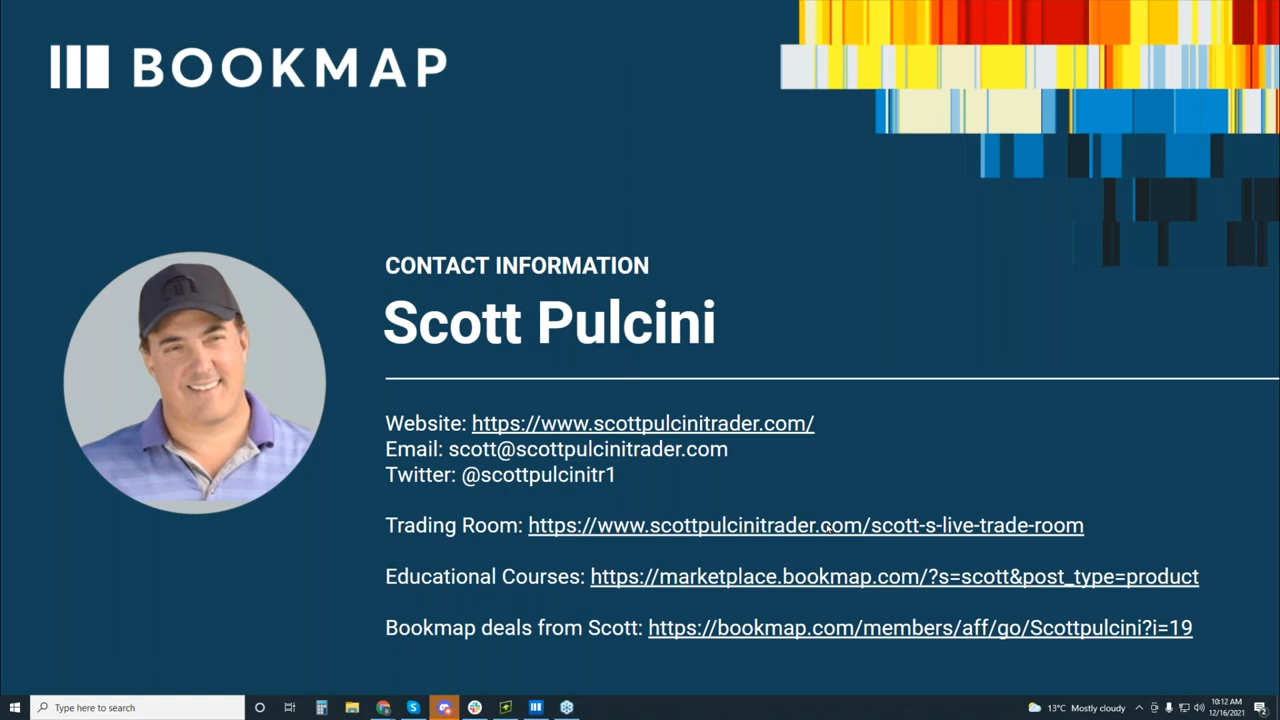 BOOKMAP
CONTACT INFORMATION
Scott Pulcini
Website: https://www.scottpulcinitrader.com/
Email: scott@scottpulcinitrader.com
Twitter: @scottpulcinitr1
Trading Room: https://www.scottpulcinitrader.com/scott-s-live-trade-room
Educational Courses: https://marketplace.bookmap.com/?s=scott&post_type=product
Bookmap deals from Scott: https://bookmap.com/members/aff/go/Scottpulcini?i=19
Type here to search
13°C Mostly cloudy
10:12 AM
12/16/2021
2